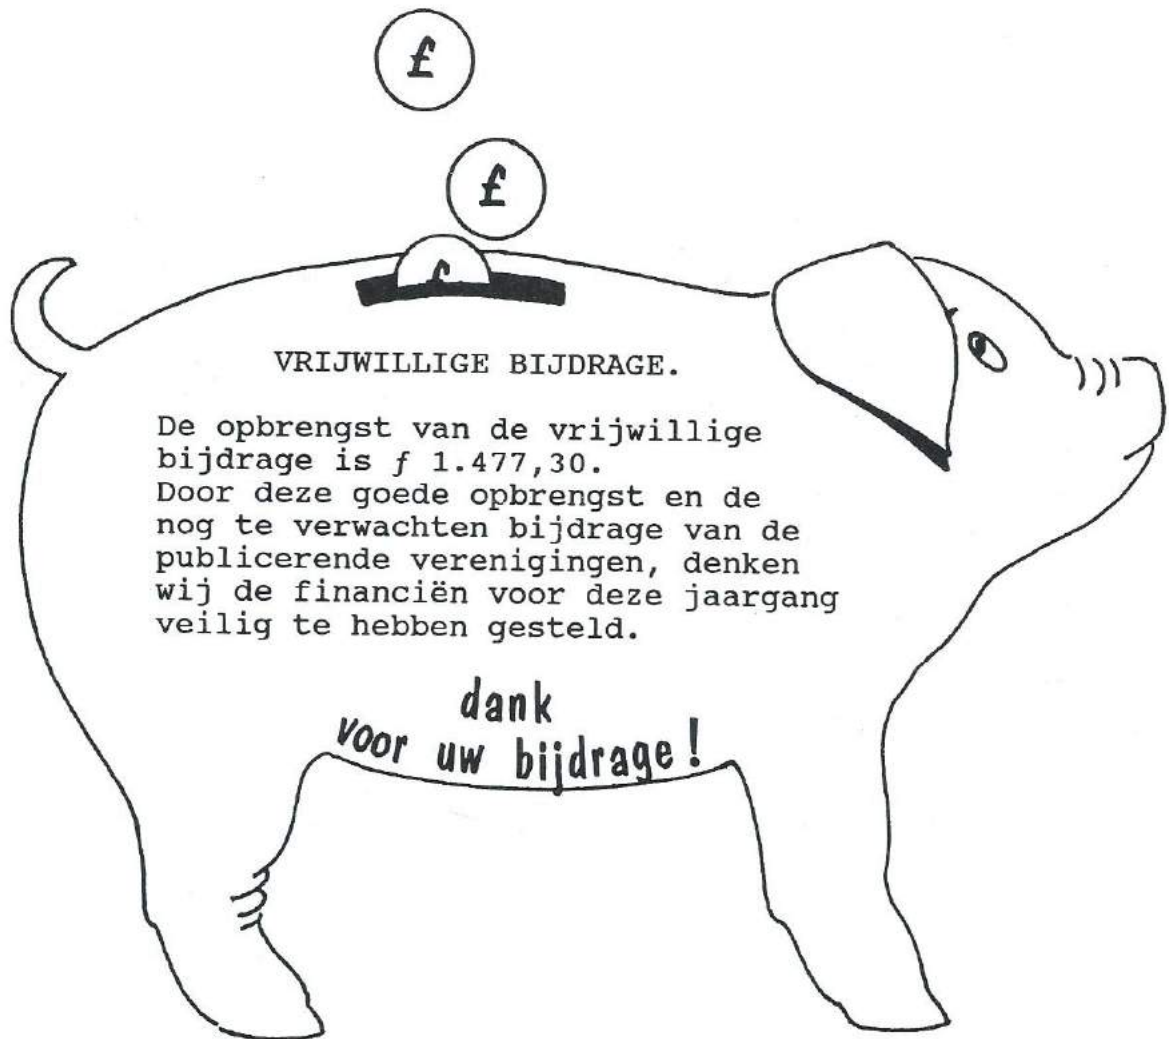 £
£
£
VRIJWILLIGE BIJDRAGE.
De opbrengst van de vrijwillige
bijdrage is ƒ 1.477,30.
Door deze goede opbrengst en de
nog te verwachten bijdrage van de
publicerende verenigingen, denken
wij de financiën voor deze jaargang
veilig te hebben gesteld.
dank
voor uw bijdrage!